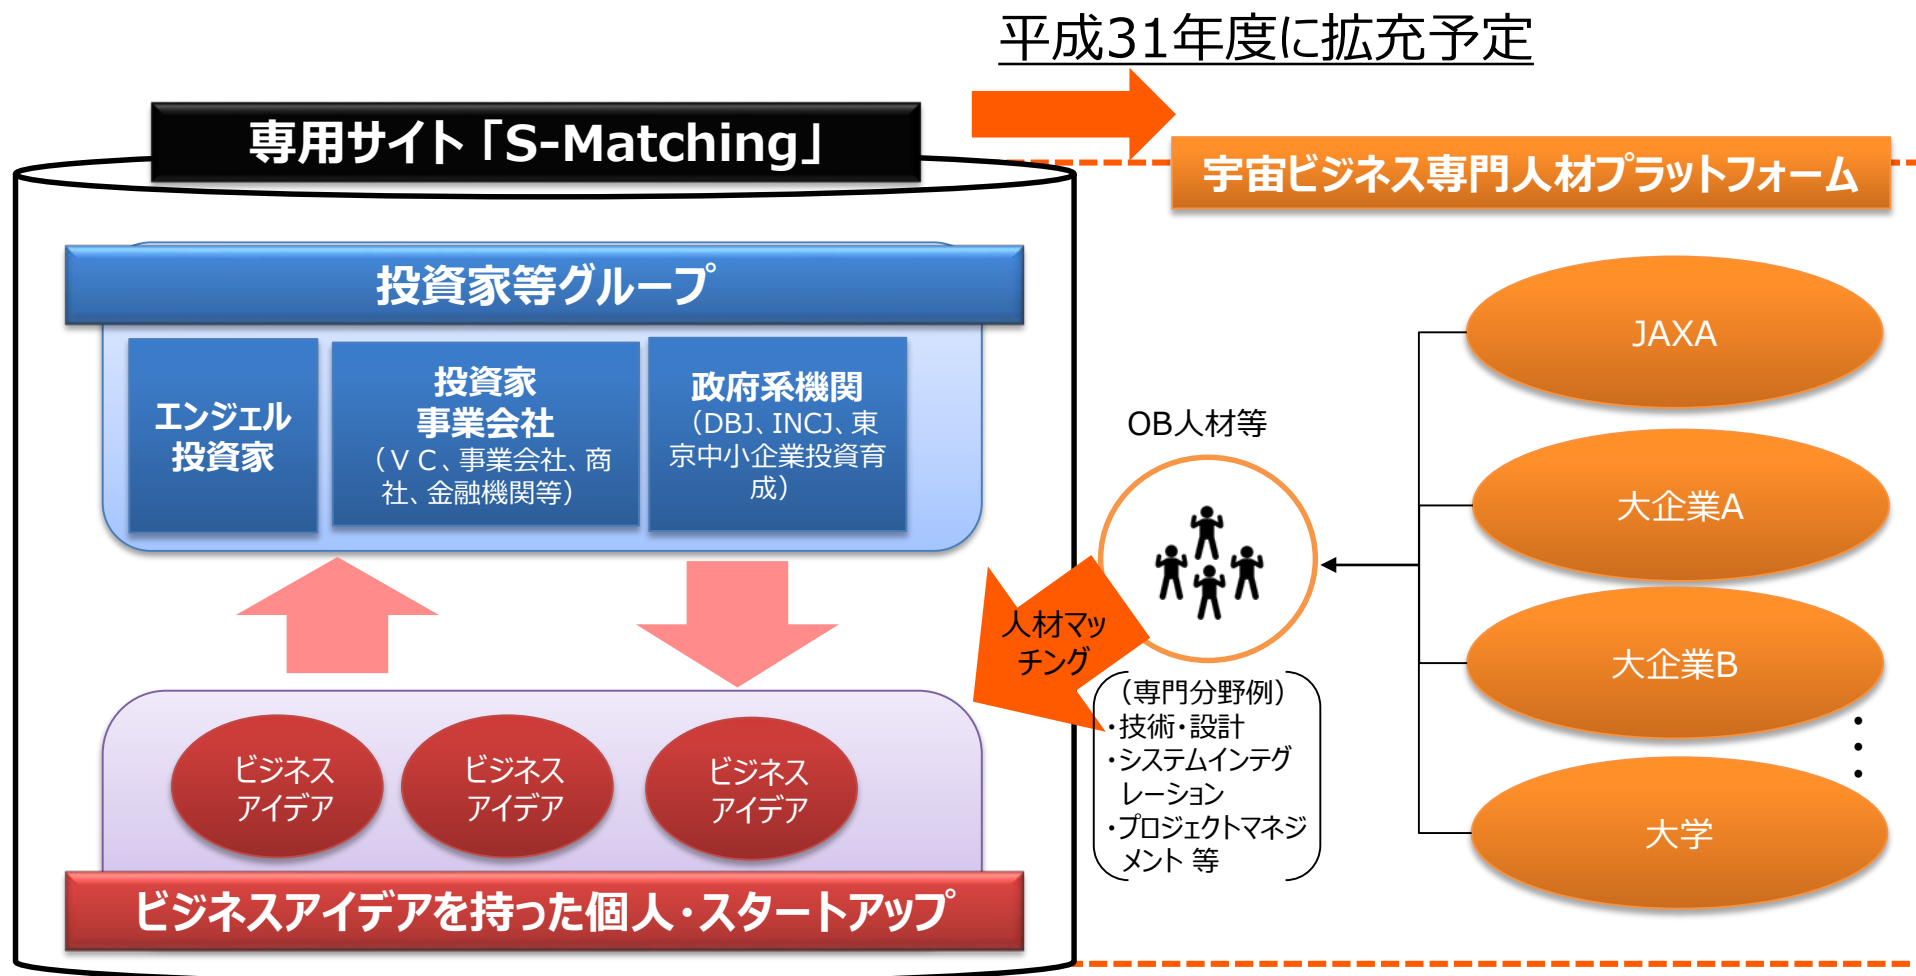 平成31年度に拡充予定
専用サイト「S-Matching」
宇宙ビジネス専門人材プラットフォーム
投資家等グループ
エンジェル
投資家
投資家
事業会社
（ＶＣ、事業会社、商
社、金融機関等）
政府系機関
（DBJ、INCJ、東
京中小企業投資育
成）
OB人材等
人材マッ
チング
（専門分野例）
・技術・設計
・システムインテグ
レーション
・プロジェクトマネジ
メント 等
JAXA
大企業A
大企業B
・・・
大学
ビジネス
アイデア
ビジネス
アイデア
ビジネス
アイデア
ビジネスアイデアを持った個人・スタートアップ